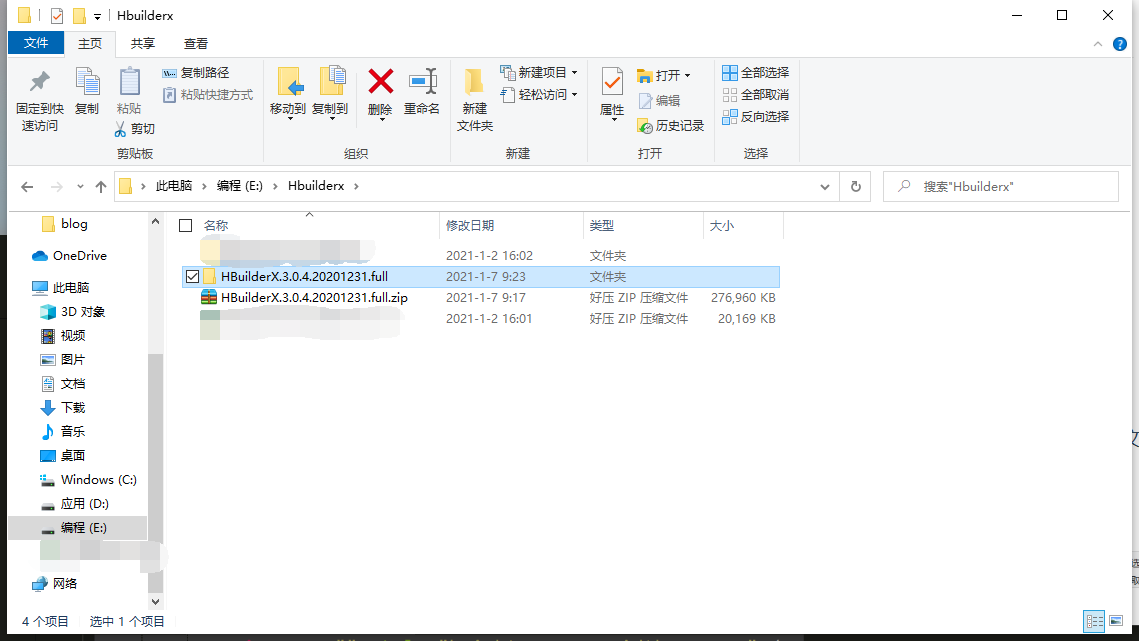 Hbuilderx
文件 主页 共享 查看
固定到快速访问
复制
粘贴
复制路径
粘贴快捷方式
剪切
剪贴板
移动到 复制到 删除 重命名
组织
新建文件夹
新建项目
轻松访问
新建
属性
打开
编辑
历史记录
打开
全部选择
全部取消
反向选择
选择
此电脑 编程 (E:) Hbuilderx
搜索"Hbuilderx"
blog
OneDrive
此电脑
3D 对象
视频
图片
文档
下载
音乐
桌面
Windows (C:)
应用 (D:)
编程 (E:)
网络
名称 修改日期 类型 大小
2021-1-2 16:02 文件夹
HBuilderX.3.0.4.20201231.full 2021-1-7 9:23 文件夹
HBuilderX.3.0.4.20201231.full.zip 2021-1-7 9:17 好压 ZIP 压缩文件 276,960 KB
2021-1-2 16:01 好压 ZIP 压缩文件 20,169 KB
4 个项目 选中 1 个项目